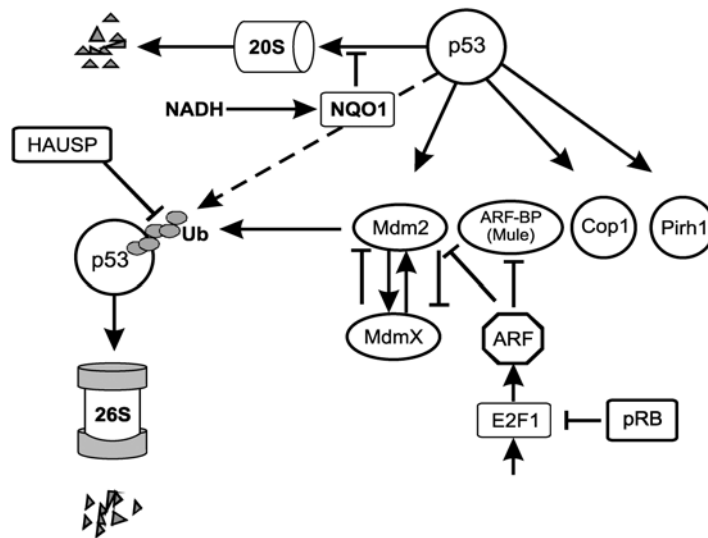 20S
p53
NADH
NQO1
HAUSP
Ub
p53
Mdm2
ARF-BP
(Mule)
Cop1
Pirh1
MdmX
ARF
26S
E2F1
pRB